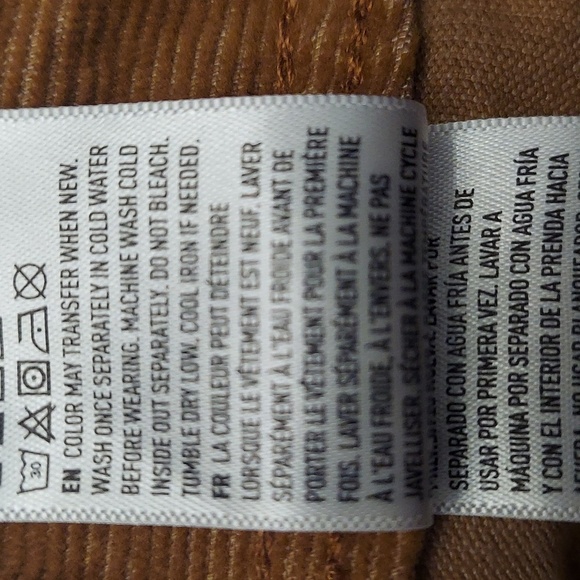 30
EN COLOR MAY TRANSFER WHEN NEW.
WASH ONCE SEPARATELY IN COLD WATER
BEFORE WEARING. MACHINE WASH COLD
INSIDE OUT SEPARATELY. DO NOT BLEACH.
TUMBLE DRY LOW. COOL IRON IF NEEDED.
FR LA COULEUR PEUT DÉTEINDRE
LORSQUE LE VÊTEMENT EST NEUF. LAVER
SÉPARÉMENT À L'EAU FROIDE AVANT DE
PORTER LE VÊTEMENT POUR LA PREMIÈRE
FOIS. LAVER SÉPARÉMENT À LA MACHINE
À L'EAU FROIDE, À L'ENVERS. NE PAS
JAVELLISER. SÉCHER À LA MACHINE CYCLE
SEPARADO CON AGUA FRÍA ANTES DE
USAR POR PRIMERA VEZ. LAVAR A
MÁQUINA POR SEPARADO CON AGUA FRÍA
Y CON EL INTERIOR DE LA PRENDA HACIA